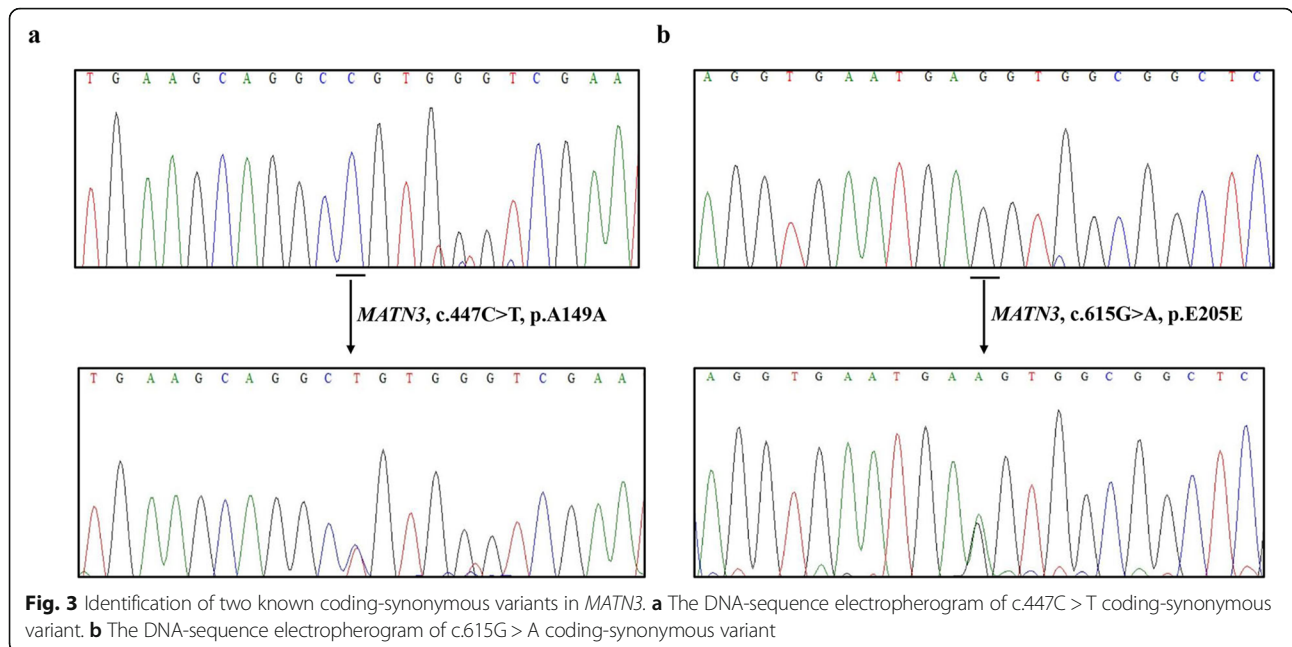 a
b
T G A A G C A G G C C G T G G G T C G A A
A G G T G A A T G A G G T G G C G G C T C
MATN3, c.447C>T, p.A149A
MATN3, c.615G>A, p.E205E
T G A A G C A G G C T G T G G G T C G A A
A G G T G A A T G A A G T G G C G G C T C
Fig. 3 Identification of two known coding-synonymous variants in MATN3. a The DNA-sequence electropherogram of c.447C > T coding-synonymous
variant. b The DNA-sequence electropherogram of c.615G > A coding-synonymous variant